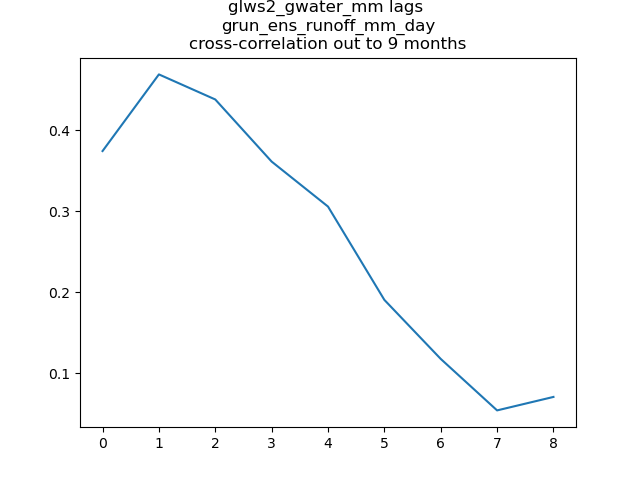 glws2_gwater_mm lags
grun_ens_runoff_mm_day
cross-correlation out to 9 months
0.4
0.3
0.2
0.1
0 1 2 3 4 5 6 7 8